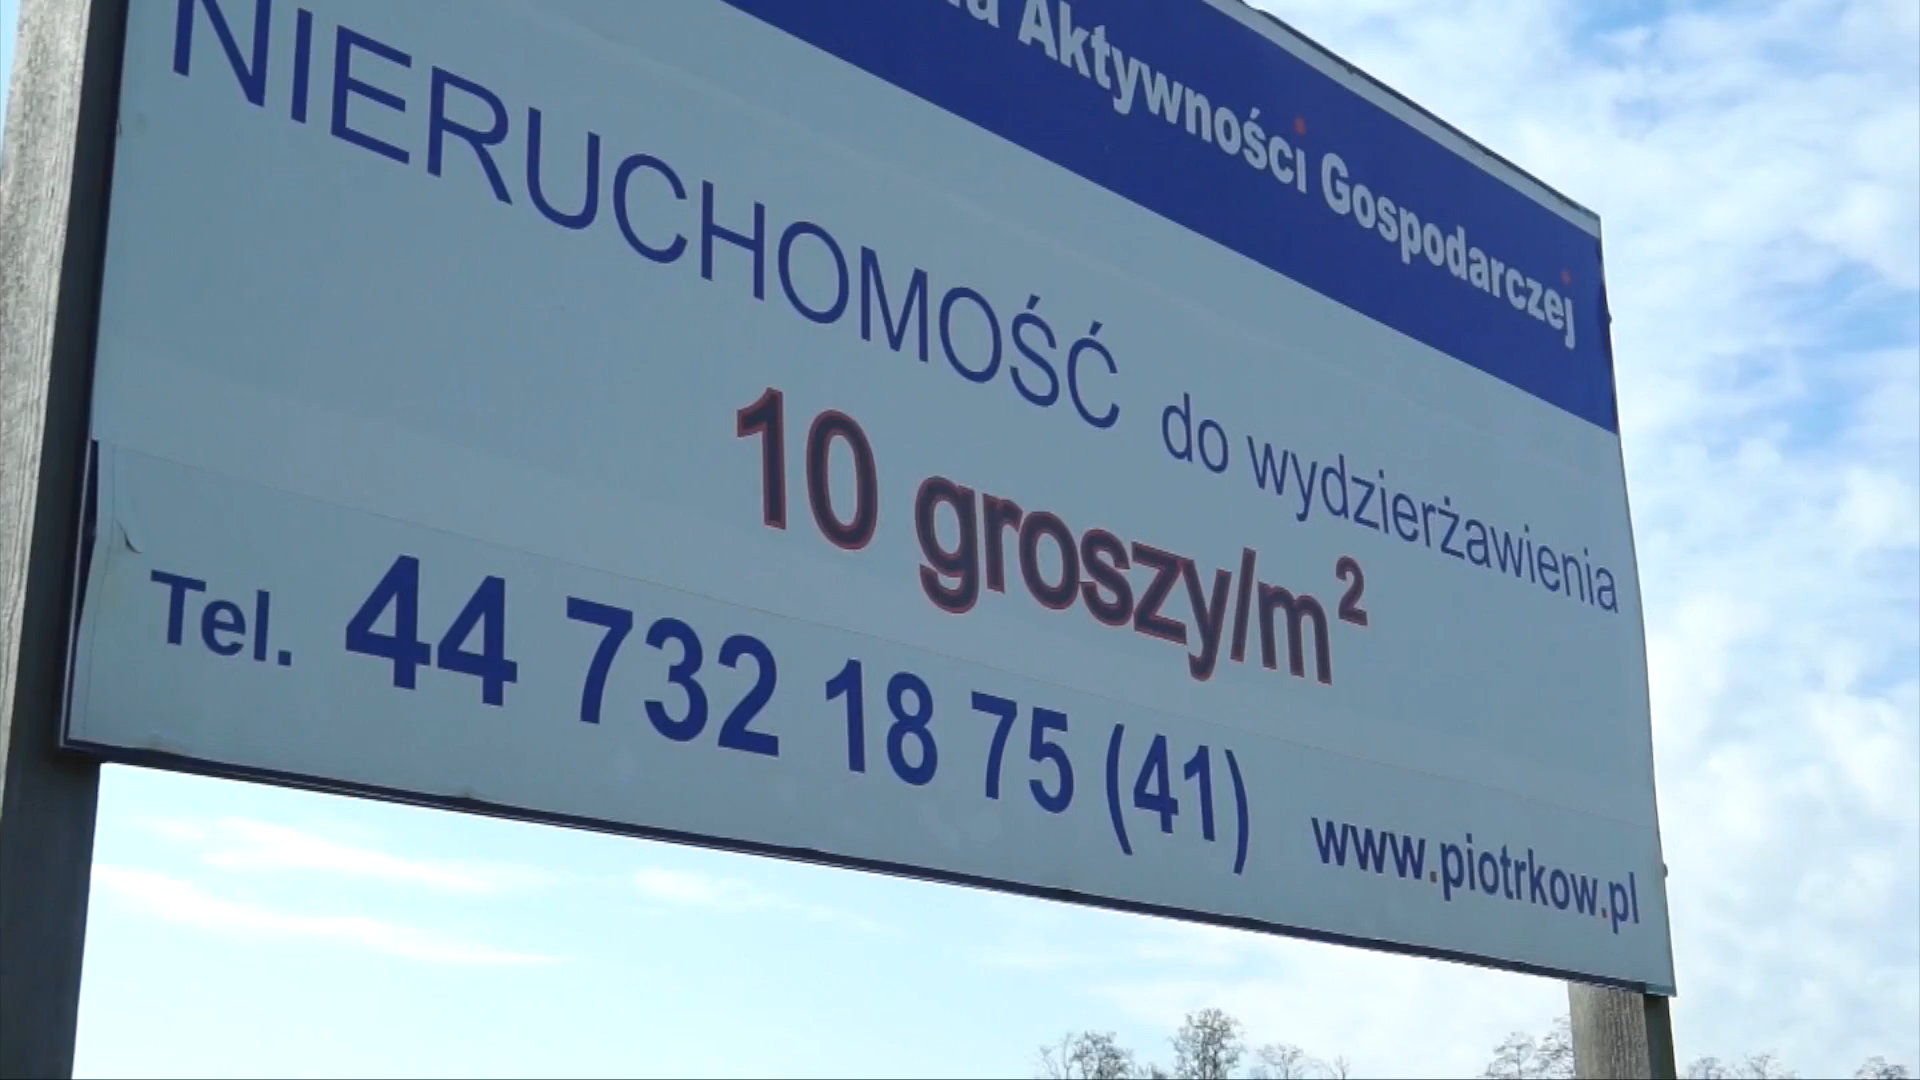 Aktywności Gospodarczej
NIERUCHOMOŚĆ do wydzierżawienia
10 groszy/m²
Tel. 44 732 18 75 (41) www.piotrkow.pl